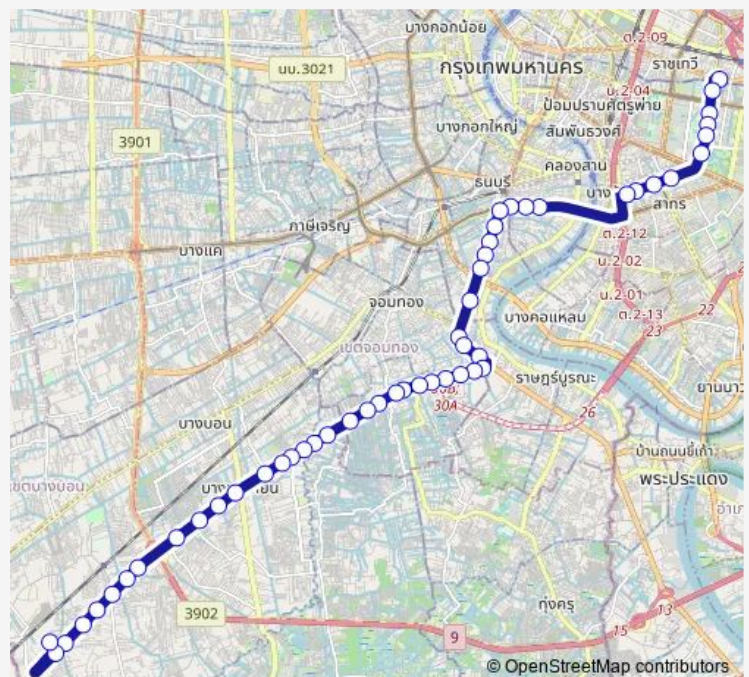 บางกอกน้อย
ต.2-09
นบ.3021
กรุงเทพมหานคร
ราชเทวี
น.2-04
ป้อมปราบศัตรูพ่าย
3901
บางกอกใหญ่
สัมพันธวงศ์
คลองสาน
ธนบุรี
บาง
สาทร
ภาษีเจริญ
ต.2-12
บางแค
น.2-02
น.2-01
จอมทอง
บางคอแหลม
ต.2-13
22
23
เขตจอมทอง
ราษฎร์บูรณะ
ยานนาว
30A
26
บางบอน
บ้านถนนขี้เถ้า
พระประแดง
เขตบางบอน
ทุ่งครุ
3902
13
15
9
© OpenStreetMap contributors